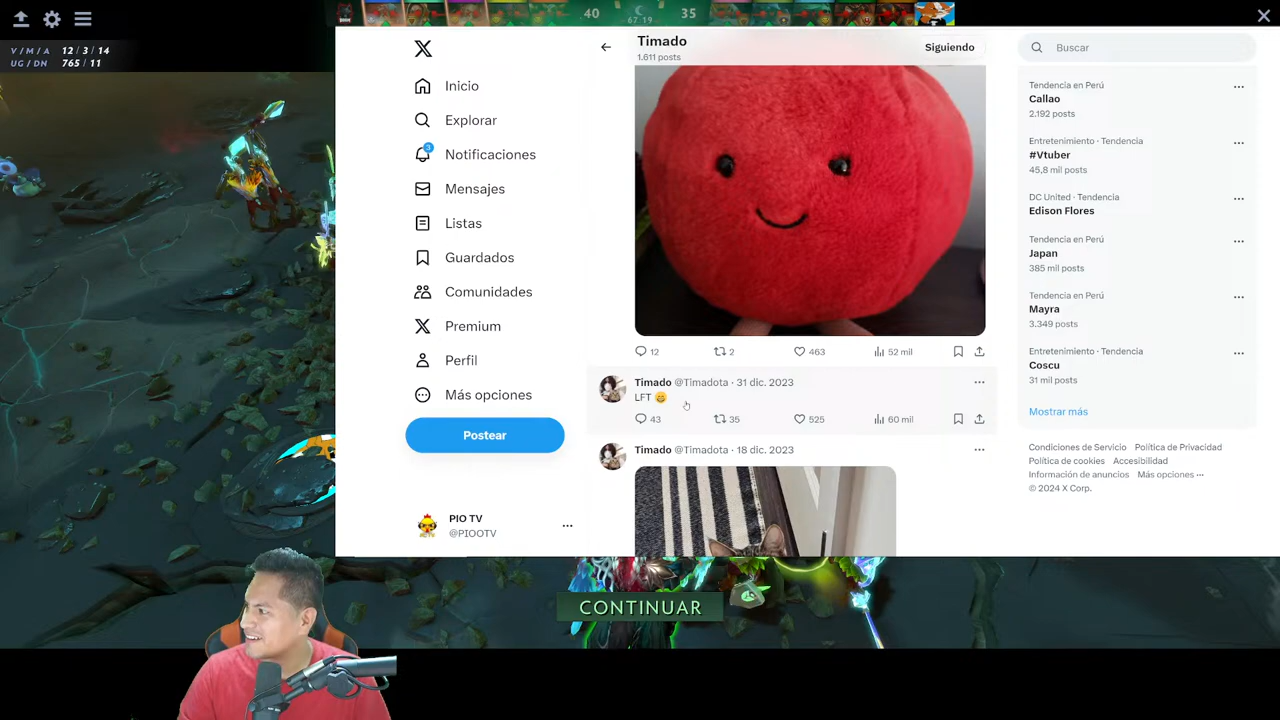 40
67:19
35
V / M / A 12 / 3 / 14
UG / DN 765 / 11
Inicio
Explorar
3
Notificaciones
Mensajes
Listas
Guardados
Comunidades
Premium
Perfil
Más opciones
Postear
PIO TV
@PIOOTV
Timado
1.611 posts
Siguiendo
12
2
463
52 mil
Timado @Timadota · 31 dic. 2023
LFT
43
35
525
60 mil
Timado @Timadota · 18 dic. 2023
Buscar
Tendencia en Perú
Callao
2.192 posts
Entretenimiento · Tendencia
#Vtuber
45,8 mil posts
DC United · Tendencia
Edison Flores
Tendencia en Perú
Japan
385 mil posts
Tendencia en Perú
Mayra
3.349 posts
Entretenimiento · Tendencia
Coscu
31 mil posts
Mostrar más
Condiciones de Servicio Política de Privacidad
Política de cookies Accesibilidad
Información de anuncios Más opciones ···
© 2024 X Corp.
CONTINUAR